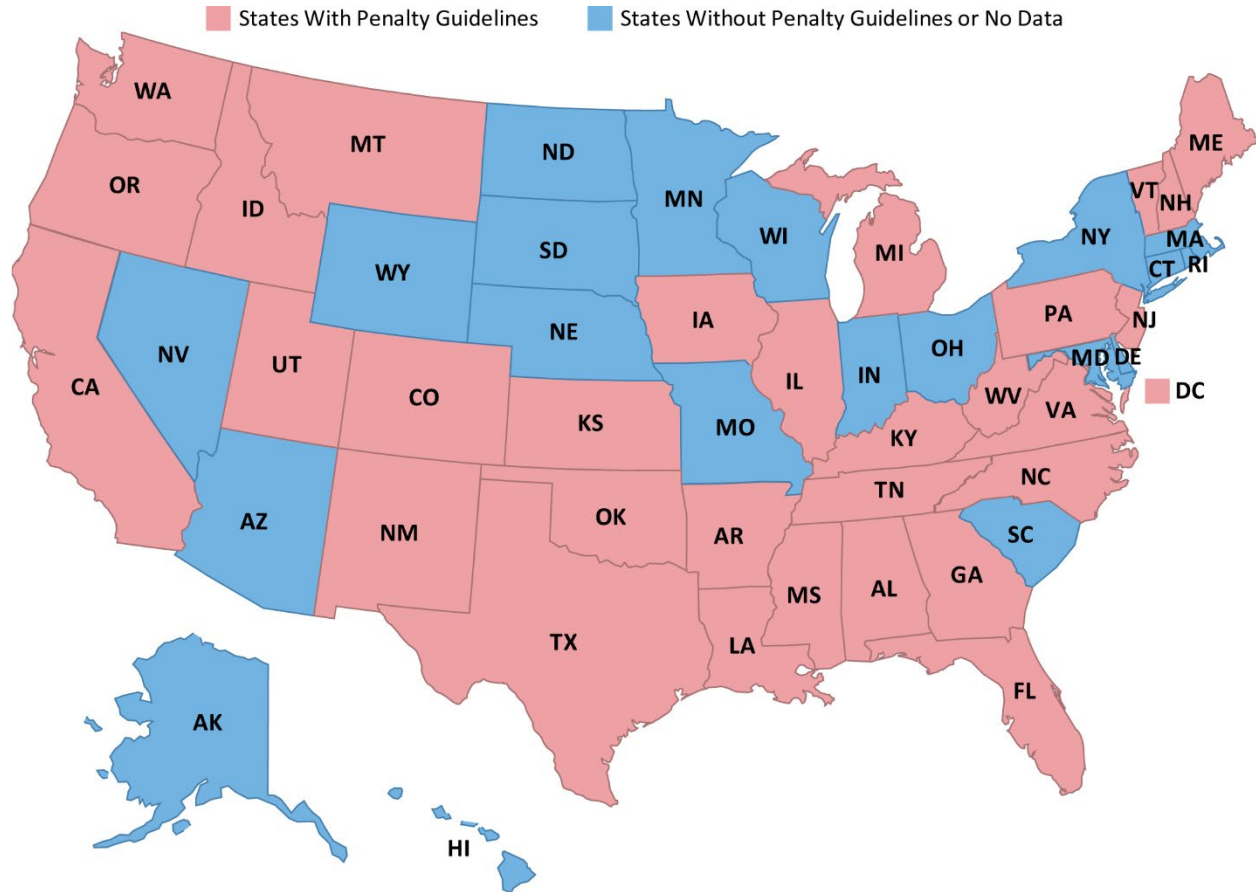 States With Penalty Guidelines
States Without Penalty Guidelines or No Data
WA
MT
ND
MN
ME
OR
ID
VT
NH
WI
NY
MA
SD
MI
CT
RI
WY
IA
PA
NJ
NE
NV
UT
OH
IN
IL
MD
DE
CA
CO
WV
DC
VA
KS
MO
KY
NC
TN
AZ
NM
OK
AR
SC
MS
AL
GA
TX
LA
FL
AK
HI